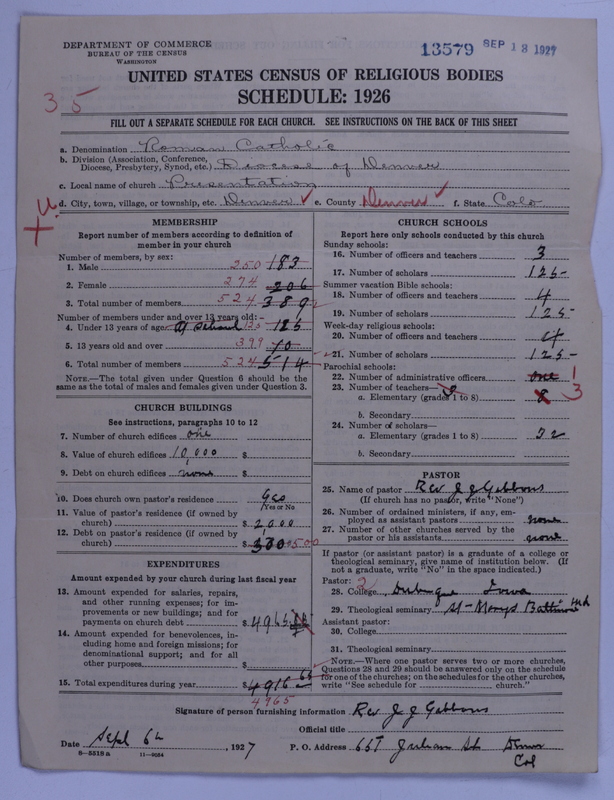 DEPARTMENT OF COMMERCE
BUREAU OF THE CENSUS
WASHINGTON
13579 SEP 13 1927
UNITED STATES CENSUS OF RELIGIOUS BODIES
SCHEDULE: 1926
35
FILL OUT A SEPARATE SCHEDULE FOR EACH CHURCH. SEE INSTRUCTIONS ON THE BACK OF THIS SHEET
a. Denomination Roman Catholic
b. Division (Association, Conference,
Diocese, Presbytery, Synod, etc.) Diocese of Denver
c. Local name of church Presentation
d. City, town, village, or township, etc. Denver e. County Denver f. State Colo
MEMBERSHIP
Report number of members according to definition of
member in your church
Number of members, by sex:
1. Male 250 183
2. Female 274 206
3. Total number of members 524 389
Number of members under and over 13 years old:—
4. Under 13 years of age of School 125 125
5. 13 years old and over 399 70
6. Total number of members 524 514
NOTE.—The total given under Question 6 should be the
same as the total of males and females given under Question 3.
CHURCH BUILDINGS
See instructions, paragraphs 10 to 12
7. Number of church edifices one
8. Value of church edifices 10,000 $
9. Debt on church edifices none $
10. Does church own pastor's residence Yes
Yes or No
11. Value of pastor's residence (if owned by
church) $ 2,000
12. Debt on pastor's residence (if owned by
church) $ 500
EXPENDITURES
Amount expended by your church during last fiscal year
13. Amount expended for salaries, repairs,
and other running expenses; for im-
provements or new buildings; and for
payments on church debt $ 4965
14. Amount expended for benevolences, in-
cluding home and foreign missions; for
denominational support; and for all
other purposes $
15. Total expenditures during year $ 4916
4965
CHURCH SCHOOLS
Report here only schools conducted by this church
Sunday schools:
16. Number of officers and teachers 3
17. Number of scholars 125
Summer vacation Bible schools:
18. Number of officers and teachers 4
19. Number of scholars 125
Week-day religious schools:
20. Number of officers and teachers 4
21. Number of scholars 125
Parochial schools:
22. Number of administrative officers one 1
23. Number of teachers—
a. Elementary (grades 1 to 8) 3
b. Secondary
24. Number of scholars—
a. Elementary (grades 1 to 8) 72
b. Secondary
PASTOR
25. Name of pastor Rev J J Gibbons
(If church has no pastor, write "None")
26. Number of ordained ministers, if any, em-
ployed as assistant pastors none
27. Number of other churches served by the
pastor or his assistants none
If pastor (or assistant pastor) is a graduate of a college or
theological seminary, give name of institution below. (If
not a graduate, write "No" in the space indicated.)
Pastor: 2
28. College Dubuque Iowa
29. Theological seminary St-Marys Baltimore Md
Assistant pastor:
30. College
31. Theological seminary
NOTE.—Where one pastor serves two or more churches,
Questions 28 and 29 should be answered only on the schedule
for one of the churches; on the schedules for the other churches,
write "See schedule for church."
Signature of person furnishing information Rev J J Gibbons
Official title
Date Sept 6th, 1927 P. O. Address 657 Julian St Denver
Col
8—5518a 11—9084